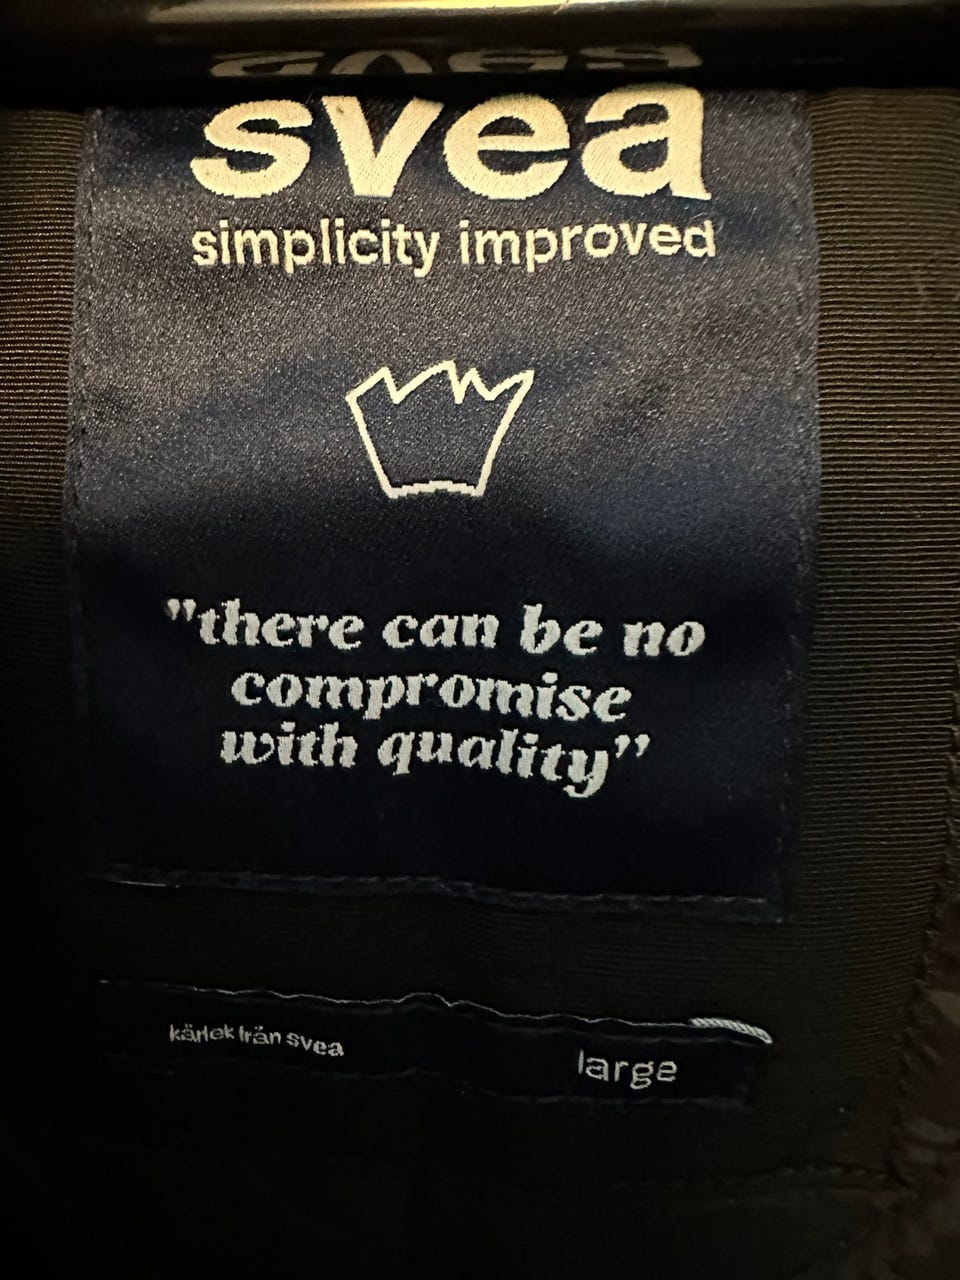 svea
simplicity improved
"there can be no
compromise
with quality"
kärlek från svea
large